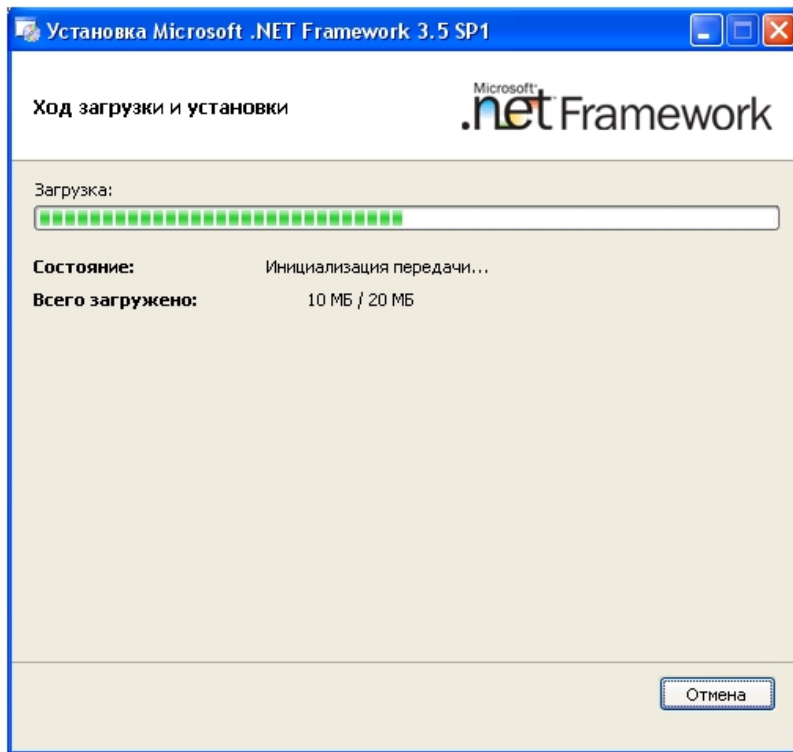 Установка Microsoft .NET Framework 3.5 SP1
Ход загрузки и установки
Microsoft
.net Framework
Загрузка:
Состояние: Инициализация передачи...
Всего загружено: 10 МБ / 20 МБ
Отмена